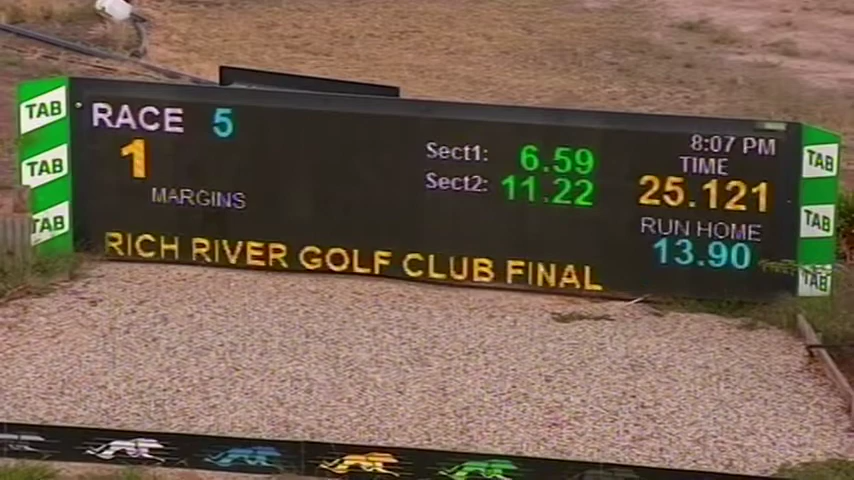 RACE 5
1
MARGINS
Sect1: 6.59
Sect2: 11.22
8:07 PM
TIME
25.121
RUN HOME
13.90
RICH RIVER GOLF CLUB FINAL
TAB
TAB
TAB
TAB
TAB
TAB